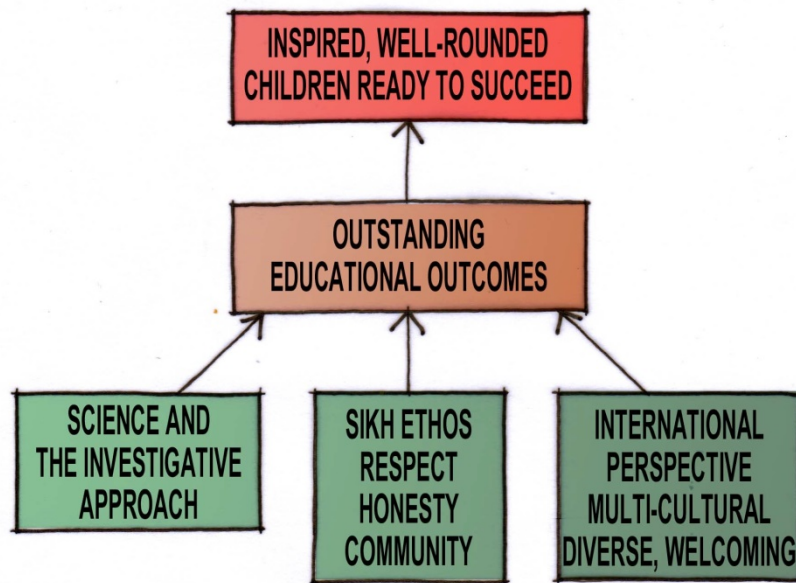 INSPIRED, WELL-ROUNDED
CHILDREN READY TO SUCCEED
OUTSTANDING
EDUCATIONAL OUTCOMES
SCIENCE AND
THE INVESTIGATIVE
APPROACH
SIKH ETHOS
RESPECT
HONESTY
COMMUNITY
INTERNATIONAL
PERSPECTIVE
MULTI-CULTURAL
DIVERSE, WELCOMING